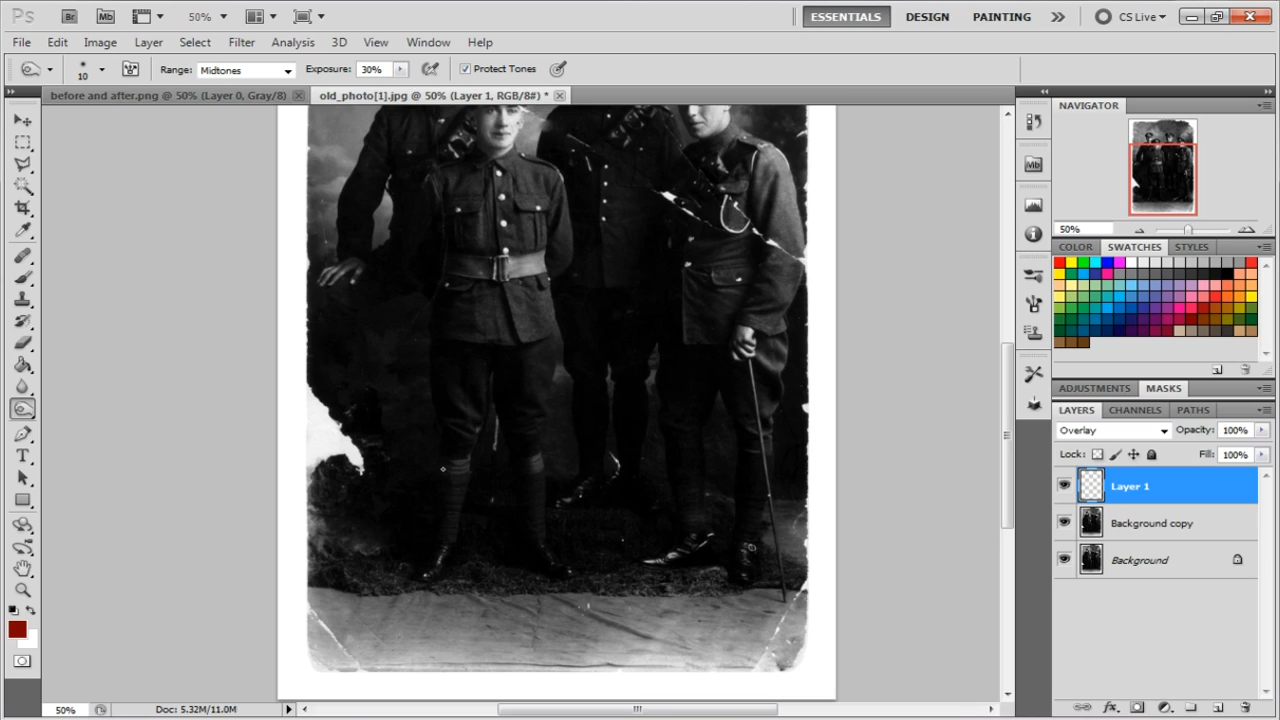 Ps Br Mb 50% ESSENTIALS DESIGN PAINTING CS Live
File Edit Image Layer Select Filter Analysis 3D View Window Help
10 Range: Midtones Exposure: 30% Protect Tones
before and after.png @ 50% (Layer 0, Gray/8) old_photo[1].jpg @ 50% (Layer 1, RGB/8#) *
NAVIGATOR
Mb
50%
COLOR SWATCHES STYLES
ADJUSTMENTS MASKS
LAYERS CHANNELS PATHS
Overlay Opacity: 100%
Lock: Fill: 100%
Layer 1
Background copy
Background
50% Doc: 5.32M/11.0M